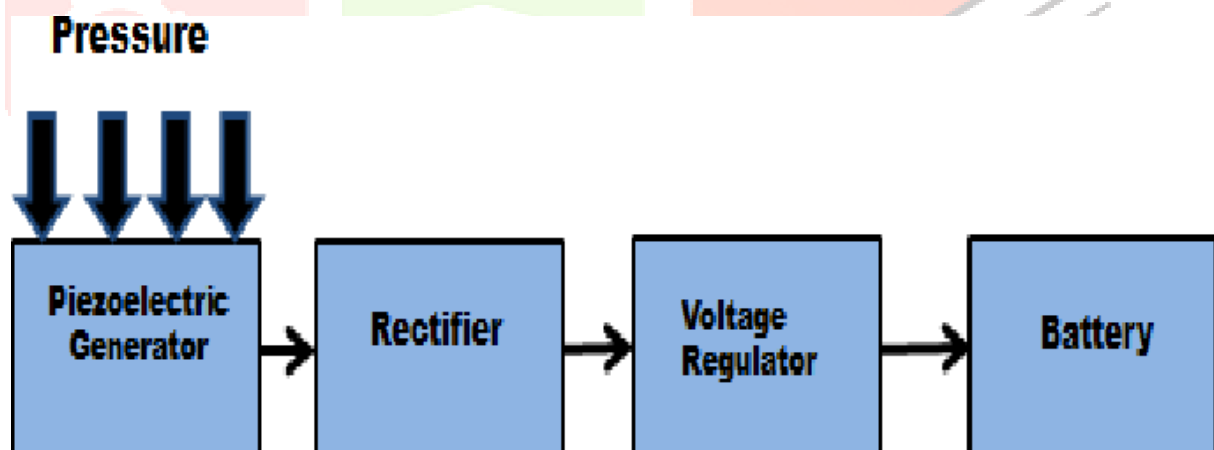 Pressure
Piezoelectric
Generator
Rectifier
Voltage
Regulator
Battery